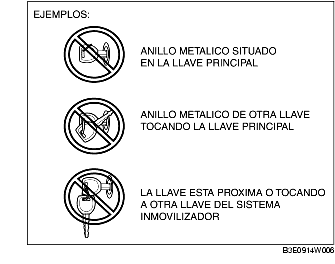 EJEMPLOS:
ANILLO METALICO SITUADO
EN LA LLAVE PRINCIPAL
ANILLO METALICO DE OTRA LLAVE
TOCANDO LA LLAVE PRINCIPAL
LA LLAVE ESTA PROXIMA O TOCANDO
A OTRA LLAVE DEL SISTEMA
INMOVILIZADOR
B3E0914W006